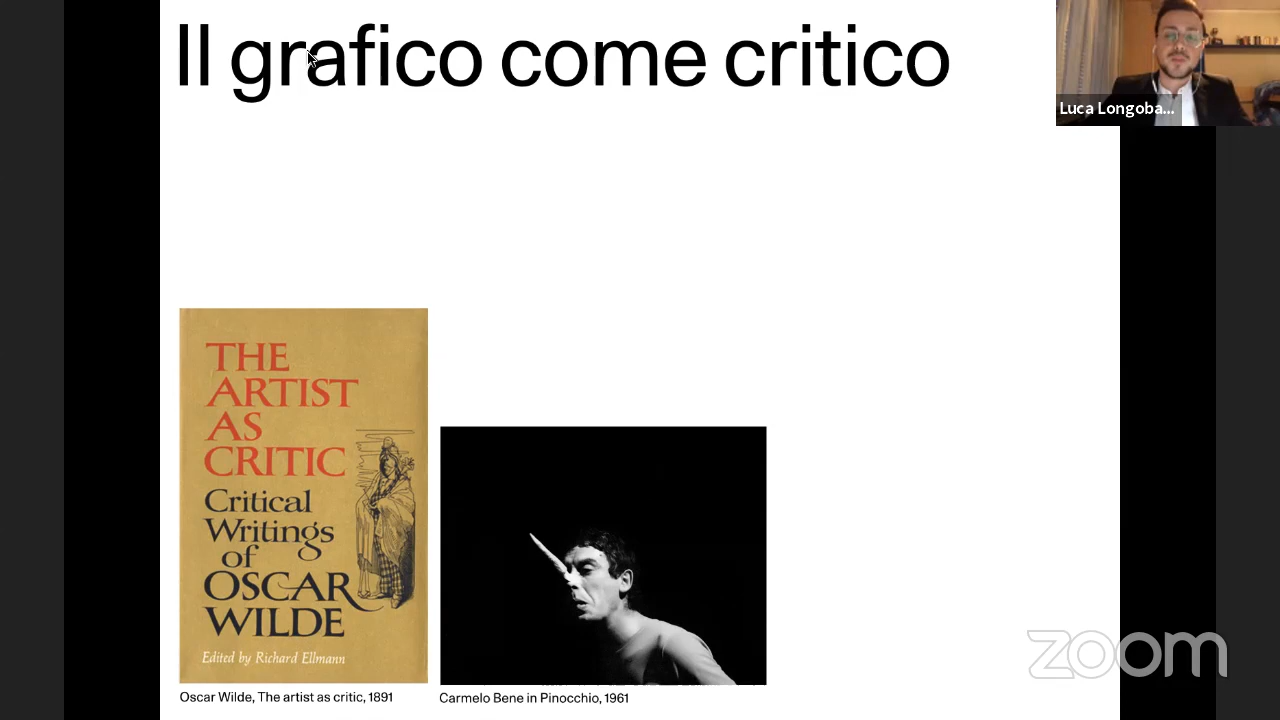 Il grafico come critico
Luca Longoba...
THE
ARTIST
AS
CRITIC
Critical
Writings
of
OSCAR
WILDE
Edited by Richard Ellmann
Oscar Wilde, The artist as critic, 1891
Carmelo Bene in Pinocchio, 1961
zoom